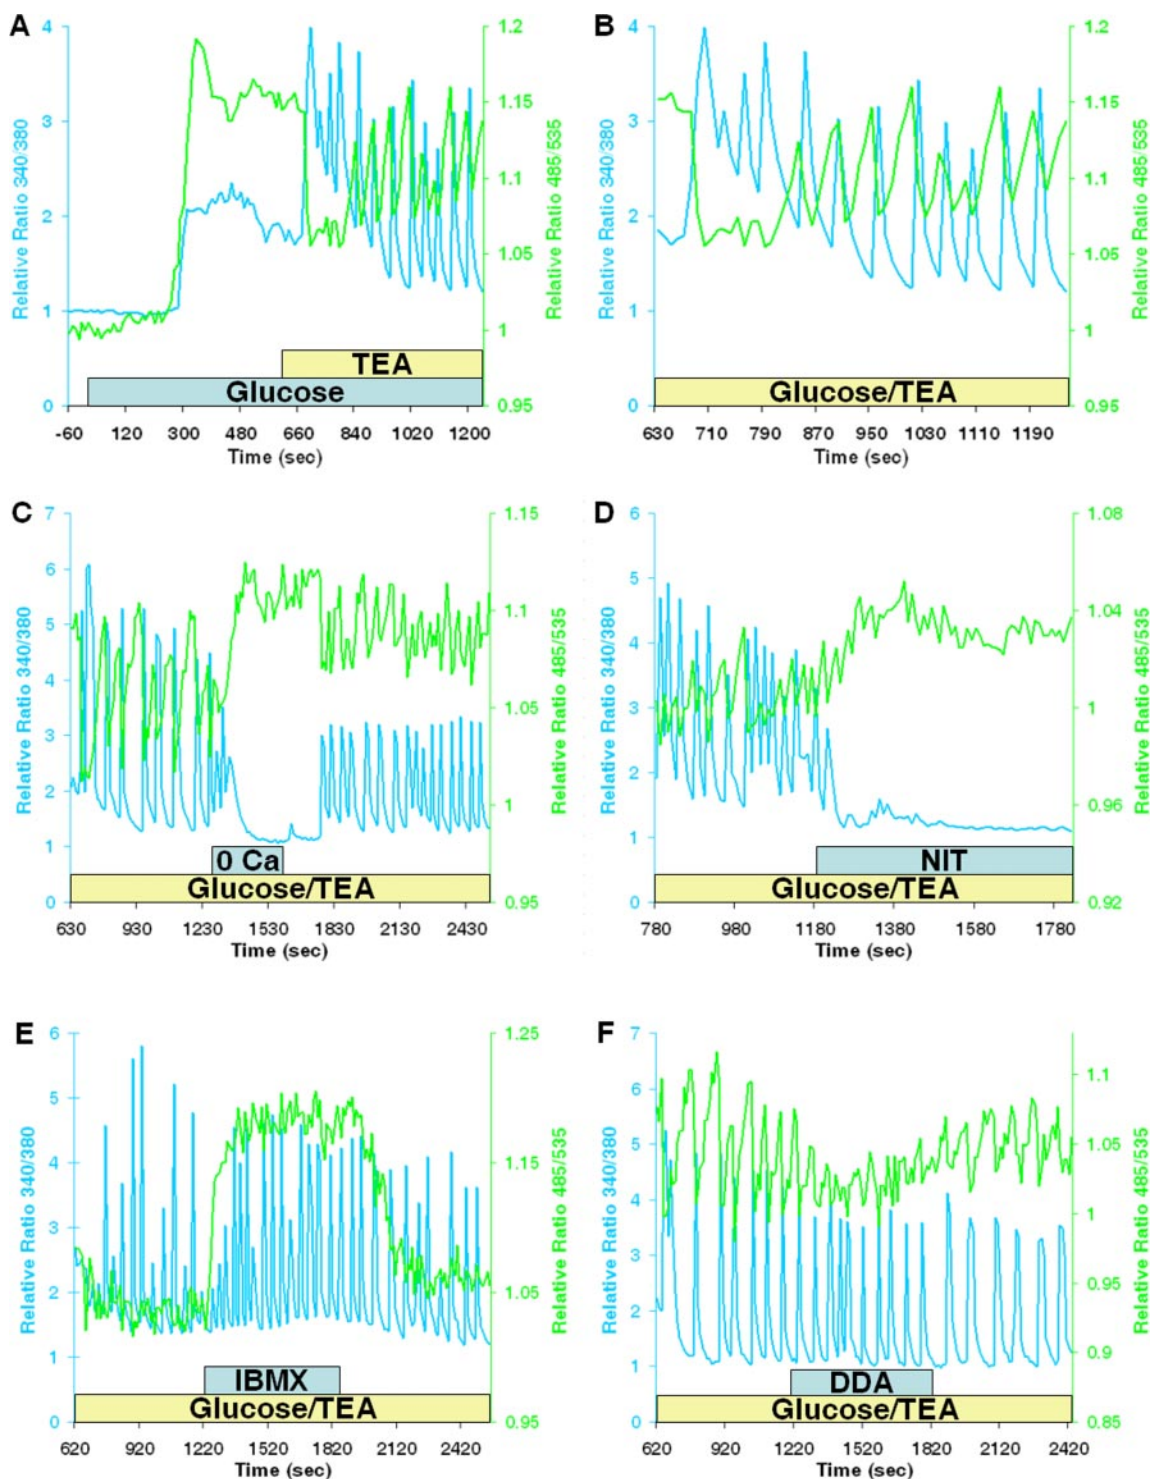 A
Relative Ratio 340/380
4
3
2
1
0
1.2
1.15
1.1
1.05
1
0.95
Relative Ratio 485/535
TEA
Glucose
-60 120 300 480 660 840 1020 1200
Time (sec)
B
Relative Ratio 340/380
4
3
2
1
0
1.2
1.15
1.1
1.05
1
0.95
Relative Ratio 485/535
Glucose/TEA
630 710 790 870 950 1030 1110 1190
Time (sec)
C
Relative Ratio 340/380
7
6
5
4
3
2
1
0
1.15
1.10
1.05
1
0.95
Relative Ratio 485/535
0 Ca
Glucose/TEA
630 930 1230 1530 1830 2130 2430
Time (sec)
D
Relative Ratio 340/380
6
5
4
3
2
1
0
1.08
1.04
1
0.96
0.92
Relative Ratio 485/535
NIT
Glucose/TEA
780 980 1180 1380 1580 1780
Time (sec)
E
Relative Ratio 340/380
6
5
4
3
2
1
0
1.25
1.15
1.05
0.95
Relative Ratio 485/535
IBMX
Glucose/TEA
620 920 1220 1520 1820 2120 2420
Time (sec)
F
Relative Ratio 340/380
7
6
5
4
3
2
1
0
1.1
1.05
1
0.95
0.9
0.85
Relative Ratio 485/535
DDA
Glucose/TEA
620 920 1220 1520 1820 2120 2420
Time (sec)